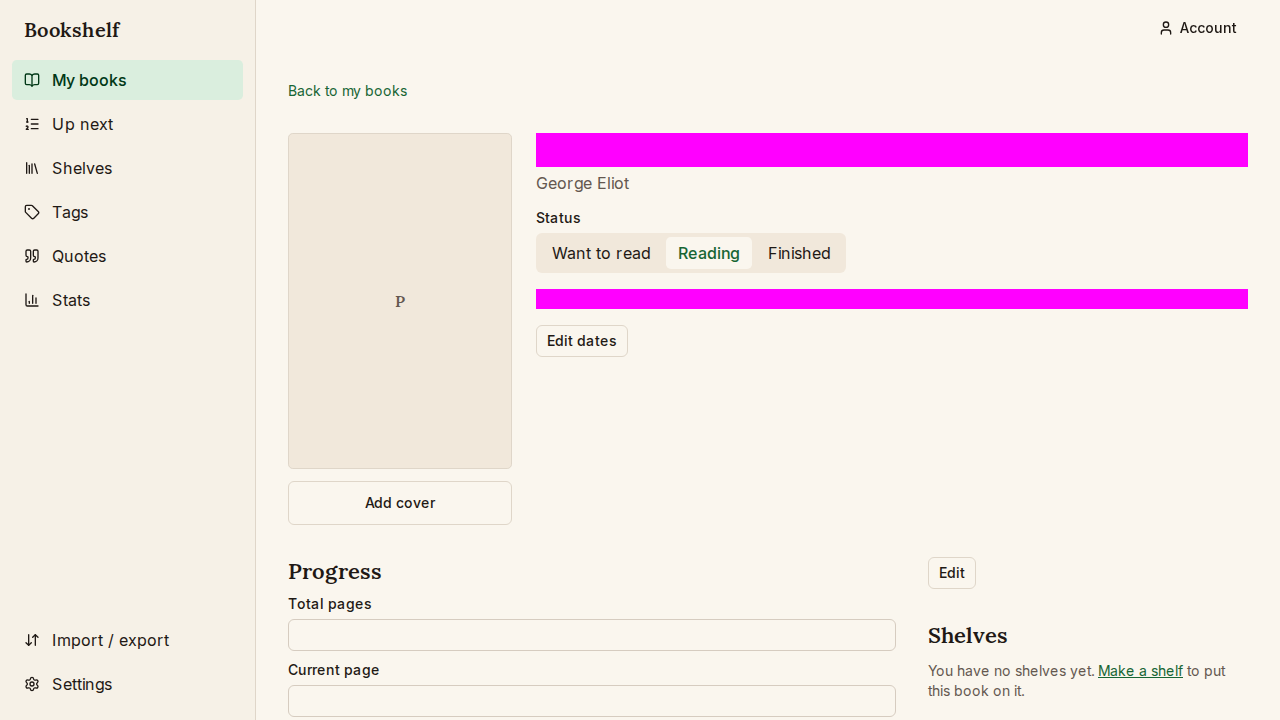 Bookshelf
My books
Up next
Shelves
Tags
Quotes
Stats
Import / export
Settings
Account
Back to my books
P
Add cover
George Eliot
Status
Want to read
Reading
Finished
Edit dates
Progress
Total pages
Current page
Edit
Shelves
You have no shelves yet. Make a shelf to put
this book on it.